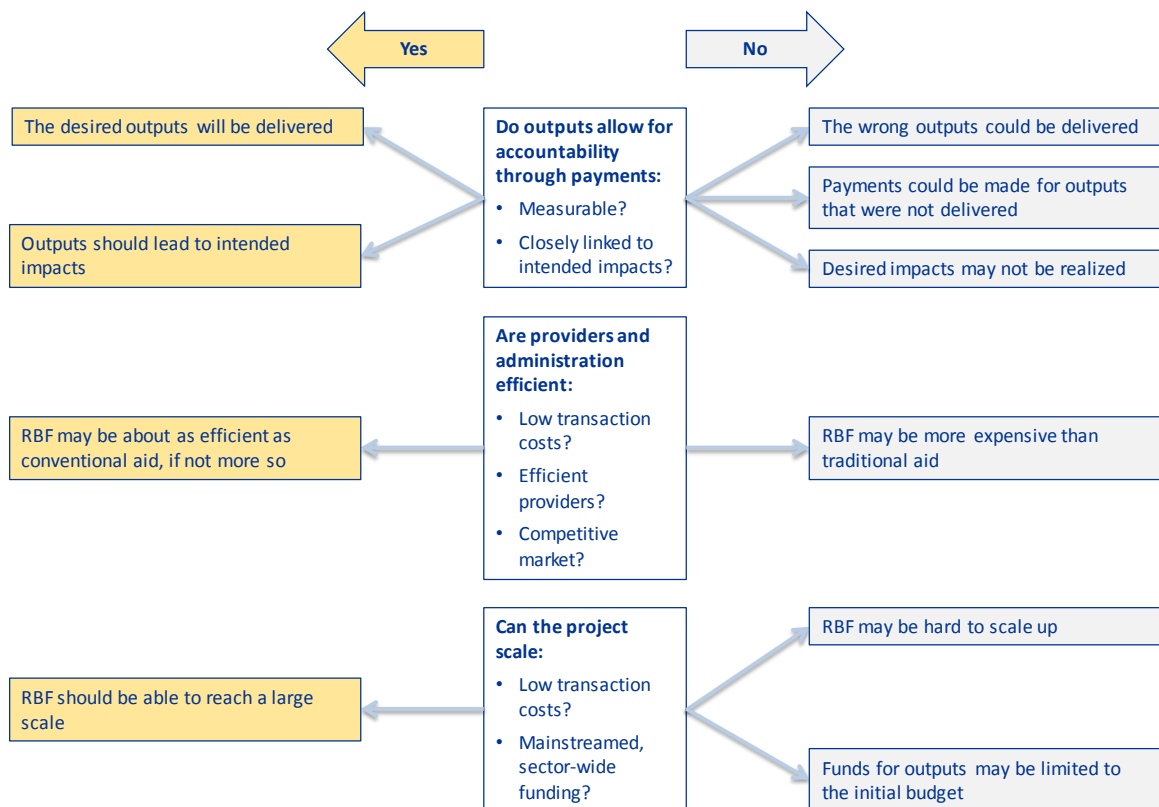 Yes
No
The desired outputs will be delivered
Outputs should lead to intended
impacts
Do outputs allow for
accountability
through payments:
• Measurable?
• Closely linked to
intended impacts?
The wrong outputs could be delivered
Payments could be made for outputs
that were not delivered
Desired impacts may not be realized
RBF may be about as efficient as
conventional aid, if not more so
Are providers and
administration
efficient:
• Low transaction
costs?
• Efficient
providers?
• Competitive
market?
RBF may be more expensive than
traditional aid
RBF should be able to reach a large
scale
Can the project
scale:
• Low transaction
costs?
• Mainstreamed,
sector-wide
funding?
RBF may be hard to scale up
Funds for outputs may be limited to
the initial budget